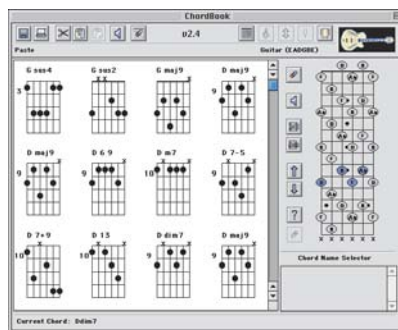 ChordBook
v2.4
Paste
Guitar (EADGBE)
G sus4
G sus2
G maj9
D maj9
3
9
D maj9
D 6 9
D m7
D 7-5
9
9
10
9
D 7+9
D 13
D dim7
D maj9
10
10
9
9
Chord Name Selector
Current Chord: Ddim7